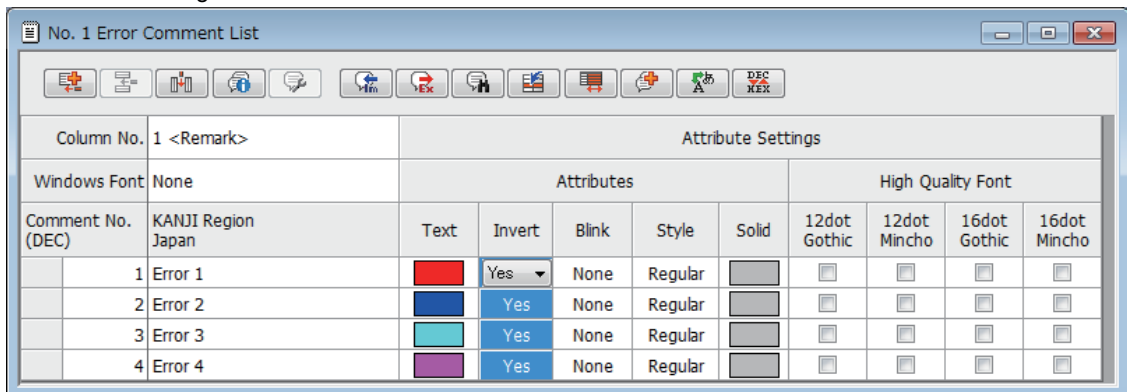 No. 1 Error Comment List
Im Ex A あ DEC HEX
Column No. 1 <Remark> Attribute Settings
Windows Font None Attributes High Quality Font
Comment No. (DEC) KANJI Region Japan Text Invert Blink Style Solid 12dot Gothic 12dot Mincho 16dot Gothic 16dot Mincho
1 Error 1 Yes None Regular
2 Error 2 Yes None Regular
3 Error 3 Yes None Regular
4 Error 4 Yes None Regular